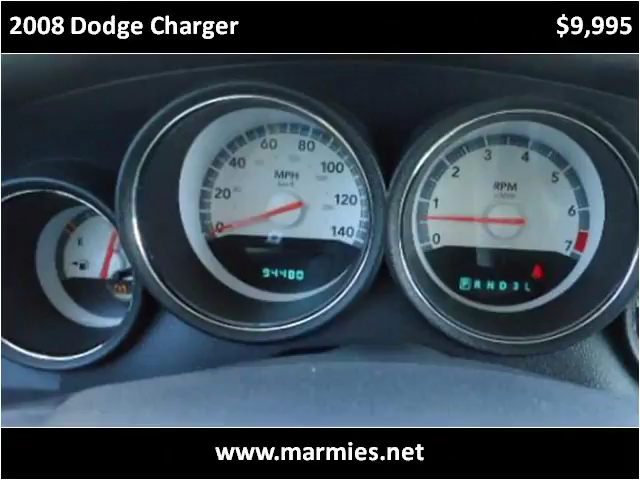 2008 Dodge Charger $9,995
20 40 60 80 100 120 140
0
MPH
94480
0 1 2 3 4 5 6 7
RPM
P R N D 3 L
E
www.marmies.net